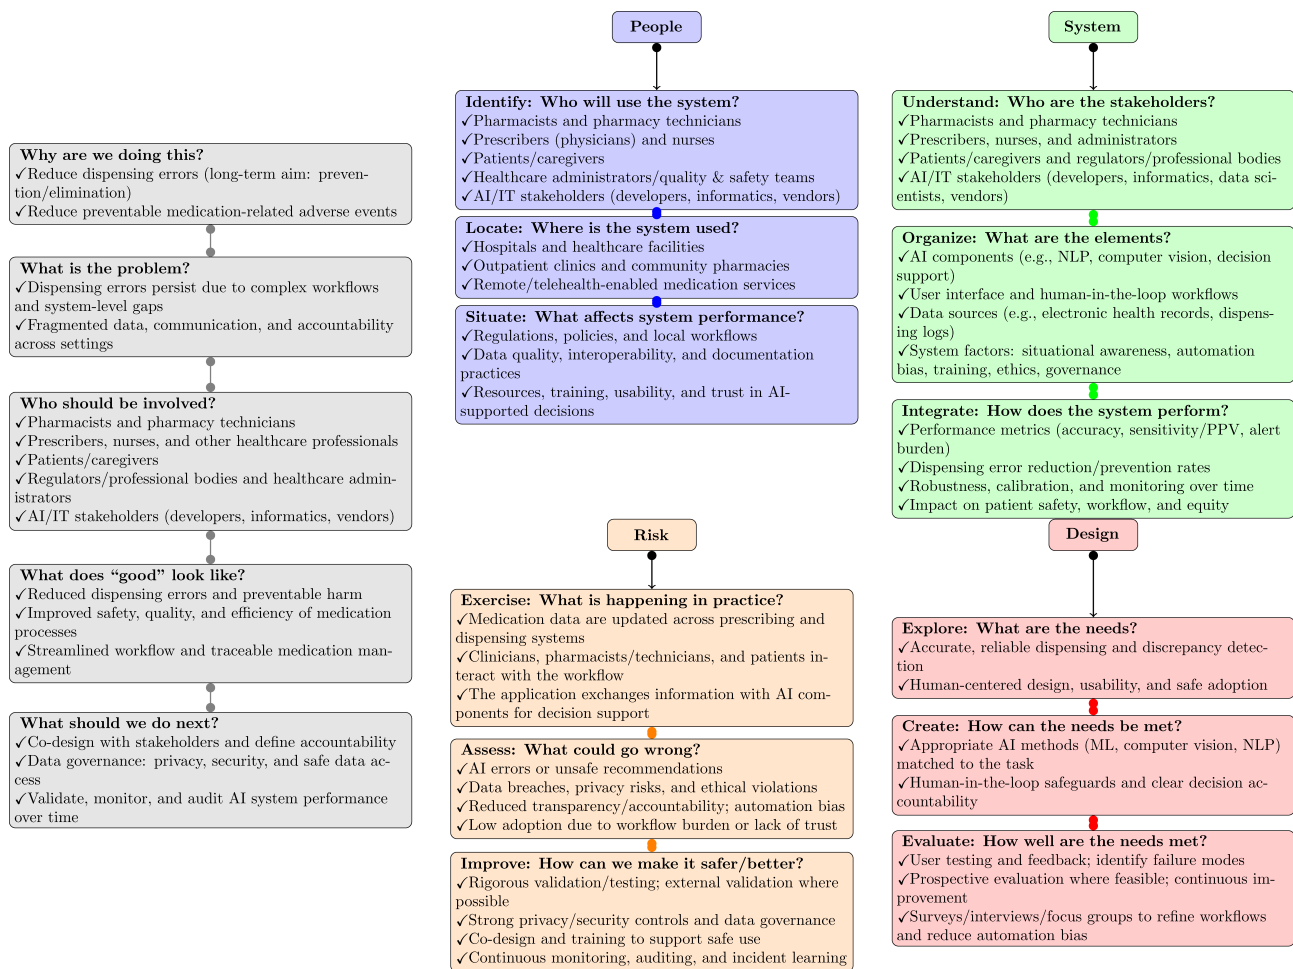 Why are we doing this?
✓Reduce dispensing errors (long-term aim: preven-
tion/elimination)
✓Reduce preventable medication-related adverse events
What is the problem?
✓Dispensing errors persist due to complex workflows
and system-level gaps
✓Fragmented data, communication, and accountability
across settings
Who should be involved?
✓Pharmacists and pharmacy technicians
✓Prescribers, nurses, and other healthcare professionals
✓Patients/caregivers
✓Regulators/professional bodies and healthcare admin-
istrators
✓AI/IT stakeholders (developers, informatics, vendors)
What does “good” look like?
✓Reduced dispensing errors and preventable harm
✓Improved safety, quality, and efficiency of medication
processes
✓Streamlined workflow and traceable medication man-
agement
What should we do next?
✓Co-design with stakeholders and define accountability
✓Data governance: privacy, security, and safe data ac-
cess
✓Validate, monitor, and audit AI system performance
over time
People
Identify: Who will use the system?
✓Pharmacists and pharmacy technicians
✓Prescribers (physicians) and nurses
✓Patients/caregivers
✓Healthcare administrators/quality & safety teams
✓AI/IT stakeholders (developers, informatics, vendors)
Locate: Where is the system used?
✓Hospitals and healthcare facilities
✓Outpatient clinics and community pharmacies
✓Remote/telehealth-enabled medication services
Situate: What affects system performance?
✓Regulations, policies, and local workflows
✓Data quality, interoperability, and documentation
practices
✓Resources, training, usability, and trust in AI-
supported decisions
System
Understand: Who are the stakeholders?
✓Pharmacists and pharmacy technicians
✓Prescribers, nurses, and administrators
✓Patients/caregivers and regulators/professional bodies
✓AI/IT stakeholders (developers, informatics, data sci-
entists, vendors)
Organize: What are the elements?
✓AI components (e.g., NLP, computer vision, decision
support)
✓User interface and human-in-the-loop workflows
✓Data sources (e.g., electronic health records, dispens-
ing logs)
✓System factors: situational awareness, automation
bias, training, ethics, governance
Integrate: How does the system perform?
✓Performance metrics (accuracy, sensitivity/PPV, alert
burden)
✓Dispensing error reduction/prevention rates
✓Robustness, calibration, and monitoring over time
✓Impact on patient safety, workflow, and equity
Risk
Exercise: What is happening in practice?
✓Medication data are updated across prescribing and
dispensing systems
✓Clinicians, pharmacists/technicians, and patients in-
teract with the workflow
✓The application exchanges information with AI com-
ponents for decision support
Assess: What could go wrong?
✓AI errors or unsafe recommendations
✓Data breaches, privacy risks, and ethical violations
✓Reduced transparency/accountability; automation bias
✓Low adoption due to workflow burden or lack of trust
Improve: How can we make it safer/better?
✓Rigorous validation/testing; external validation where
possible
✓Strong privacy/security controls and data governance
✓Co-design and training to support safe use
✓Continuous monitoring, auditing, and incident learning
Design
Explore: What are the needs?
✓Accurate, reliable dispensing and discrepancy detec-
tion
✓Human-centered design, usability, and safe adoption
Create: How can the needs be met?
✓Appropriate AI methods (ML, computer vision, NLP)
matched to the task
✓Human-in-the-loop safeguards and clear decision ac-
countability
Evaluate: How well are the needs met?
✓User testing and feedback; identify failure modes
✓Prospective evaluation where feasible; continuous im-
provement
✓Surveys/interviews/focus groups to refine workflows
and reduce automation bias